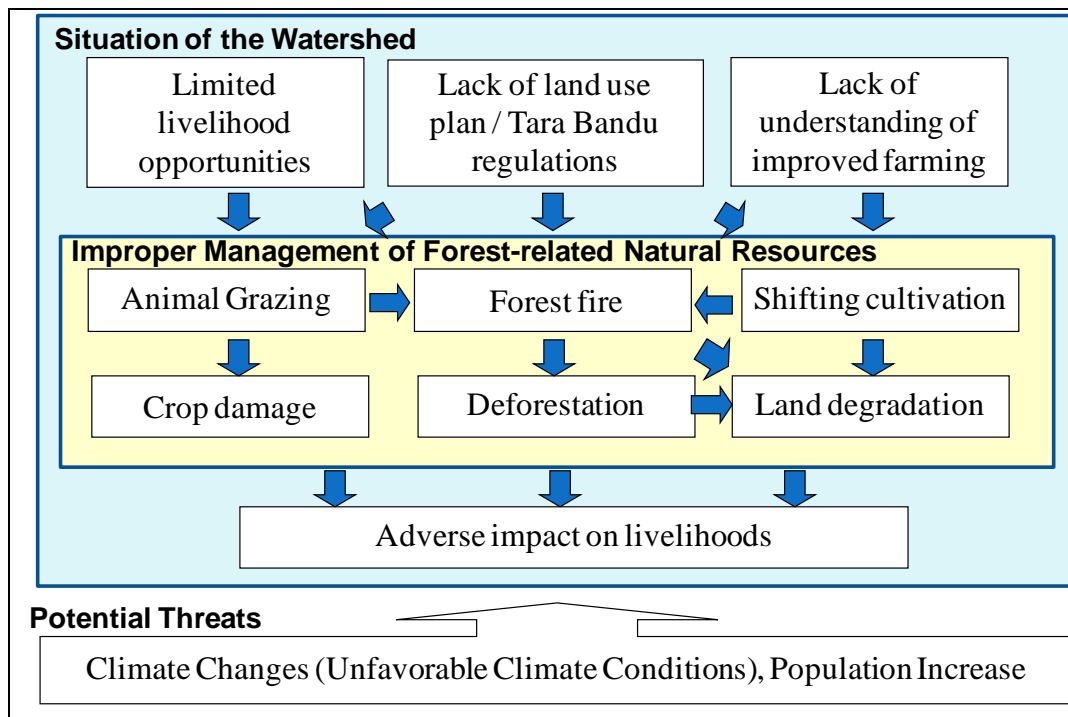 Situation of the Watershed
Limited
livelihood
opportunities
Lack of land use
plan / Tara Bandu
regulations
Lack of
understanding of
improved farming
Improper Management of Forest-related Natural Resources
Animal Grazing
Forest fire
Shifting cultivation
Crop damage
Deforestation
Land degradation
Adverse impact on livelihoods
Potential Threats
Climate Changes (Unfavorable Climate Conditions), Population Increase